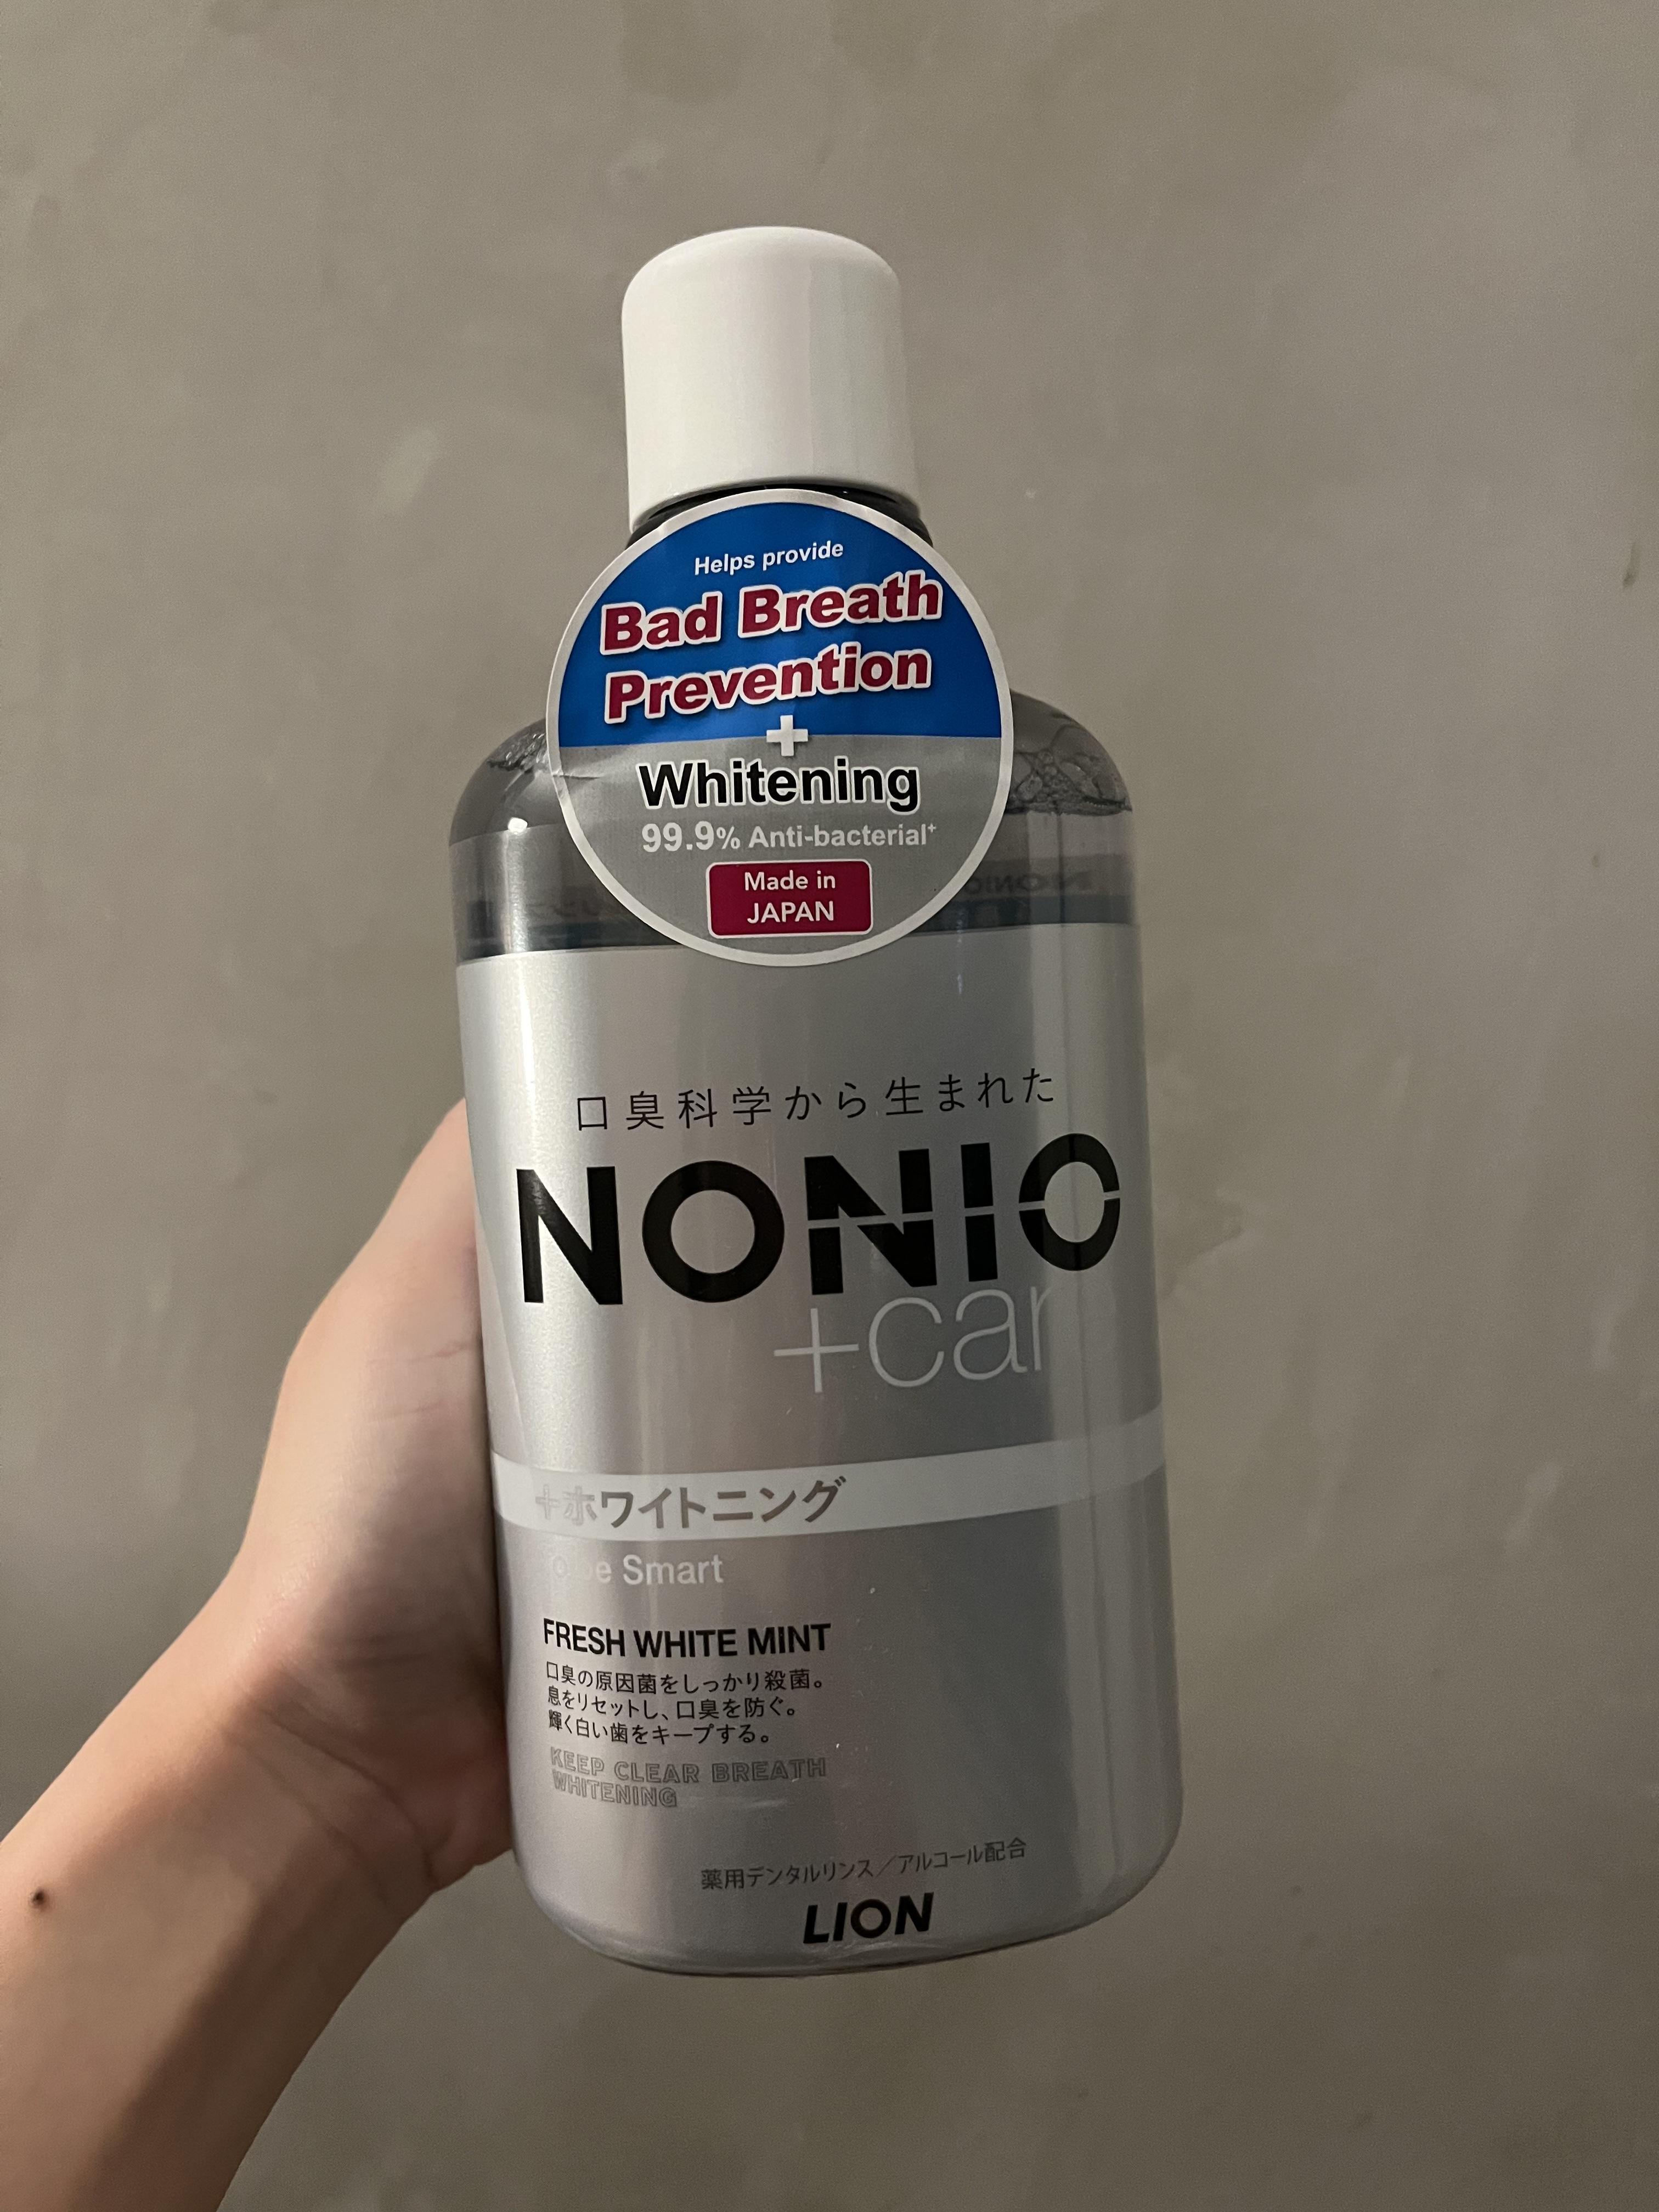 Helps provide
Bad Breath
Prevention
+
Whitening
99.9% Anti-bacterial+
Made in
JAPAN
口臭科学から生まれた
NONIO
+car
+ホワイトニング
Smart
FRESH WHITE MINT
口臭の原因菌をしっかり殺菌。
息をリセットし、口臭を防ぐ。
輝く白い歯をキープする。
KEEP CLEAR BREATH
WHITENING
薬用デンタルリンス/アルコール配合
LION